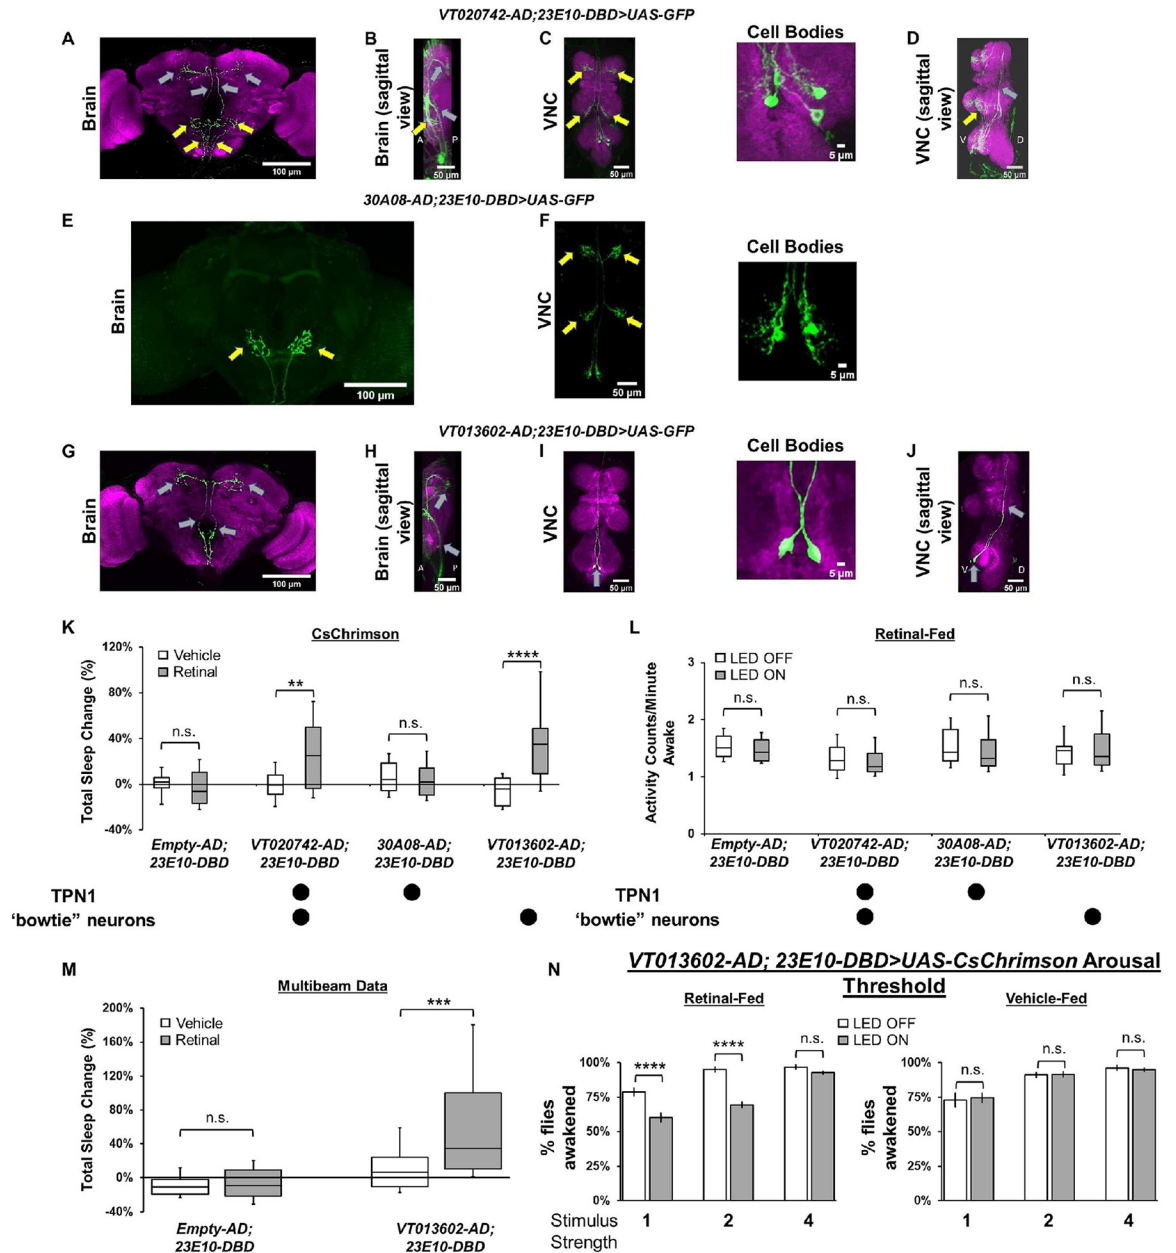 VT020742-AD;23E10-DBD>UAS-GFP
A
Brain
100 µm
B
Brain (sagittal
view)
A
P
50 µm
C
VNC
50 µm
Cell Bodies
5 µm
D
VNC (sagittal
view)
V
D
50 µm
30A08-AD;23E10-DBD>UAS-GFP
E
Brain
100 µm
F
VNC
50 µm
Cell Bodies
5 µm
VT013602-AD;23E10-DBD>UAS-GFP
G
Brain
100 µm
H
Brain (sagittal
view)
A
P
50 µm
I
VNC
50 µm
Cell Bodies
5 µm
J
VNC (sagittal
view)
V
D
50 µm
K
CsChrimson
Total Sleep Change (%)
120%
80%
40%
0%
-40%
Vehicle
Retinal
n.s.
**
n.s.
****
Empty-AD;
23E10-DBD
VT020742-AD;
23E10-DBD
30A08-AD;
23E10-DBD
VT013602-AD;
23E10-DBD
TPN1
‘bowtie” neurons
L
Retinal-Fed
Activity Counts/Minute
Awake
3
2
1
0
LED OFF
LED ON
n.s.
n.s.
n.s.
n.s.
Empty-AD;
23E10-DBD
VT020742-AD;
23E10-DBD
30A08-AD;
23E10-DBD
VT013602-AD;
23E10-DBD
TPN1
‘bowtie” neurons
M
Multibeam Data
Total Sleep Change (%)
200%
160%
120%
80%
40%
0%
-40%
Vehicle
Retinal
n.s.
***
Empty-AD;
23E10-DBD
VT013602-AD;
23E10-DBD
N
VT013602-AD; 23E10-DBD>UAS-CsChrimson Arousal
Threshold
Retinal-Fed
Vehicle-Fed
LED OFF
LED ON
% flies
awakened
100%
75%
50%
25%
0%
****
****
n.s.
% flies
awakened
100%
75%
50%
25%
0%
n.s.
n.s.
n.s.
Stimulus
Strength
1
2
4
1
2
4